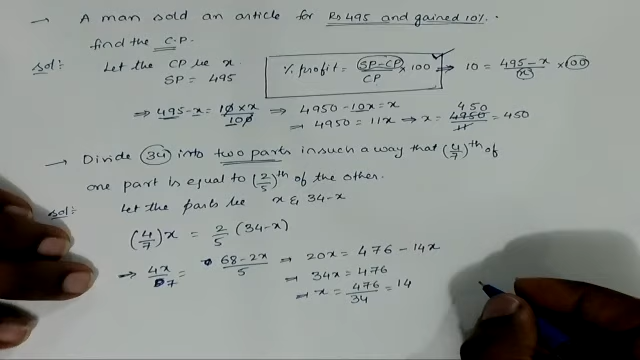 → A man sold an article for Rs 495 and gained 10%.
find the C.P
Sol: Let the CP be x
SP = 495
% profit = SP-CP/CP × 100 ⇒ 10 = 495-x/x × 100
⇒ 495-x = 10×x/100 ⇒ 4950-10x = x
⇒ 4950 = 11x ⇒ x = 4950/11 = 450
450
→ Divide 34 into two parts in such a way that (4/7)th of
one part is equal to (2/5)th of the other.
Sol: Let the parts be x & 34-x
(4/7)x = 2/5 (34-x)
⇒ 4x/7 = 68-2x/5 ⇒ 20x = 476-14x
⇒ 34x = 476
⇒ x = 476/34 = 14